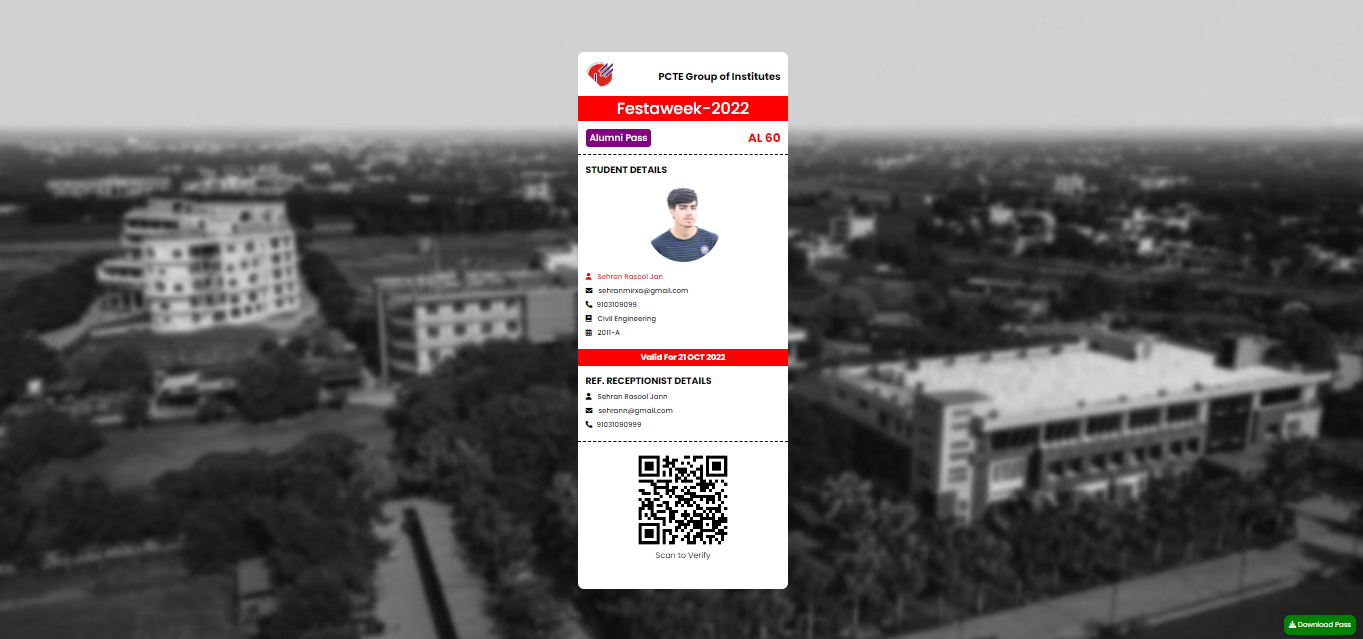 PCTE Group of Institutes
Festaweek-2022
Alumni Pass AL 60
STUDENT DETAILS
Sehran Rasool Jan
sehranmirxa@gmail.com
9103109099
Civil Engineering
2011-A
Valid For 21 OCT 2022
REF. RECEPTIONIST DETAILS
Sehran Rasool Jann
sehrann@gmail.com
91031090999
Scan to Verify
Download Pass